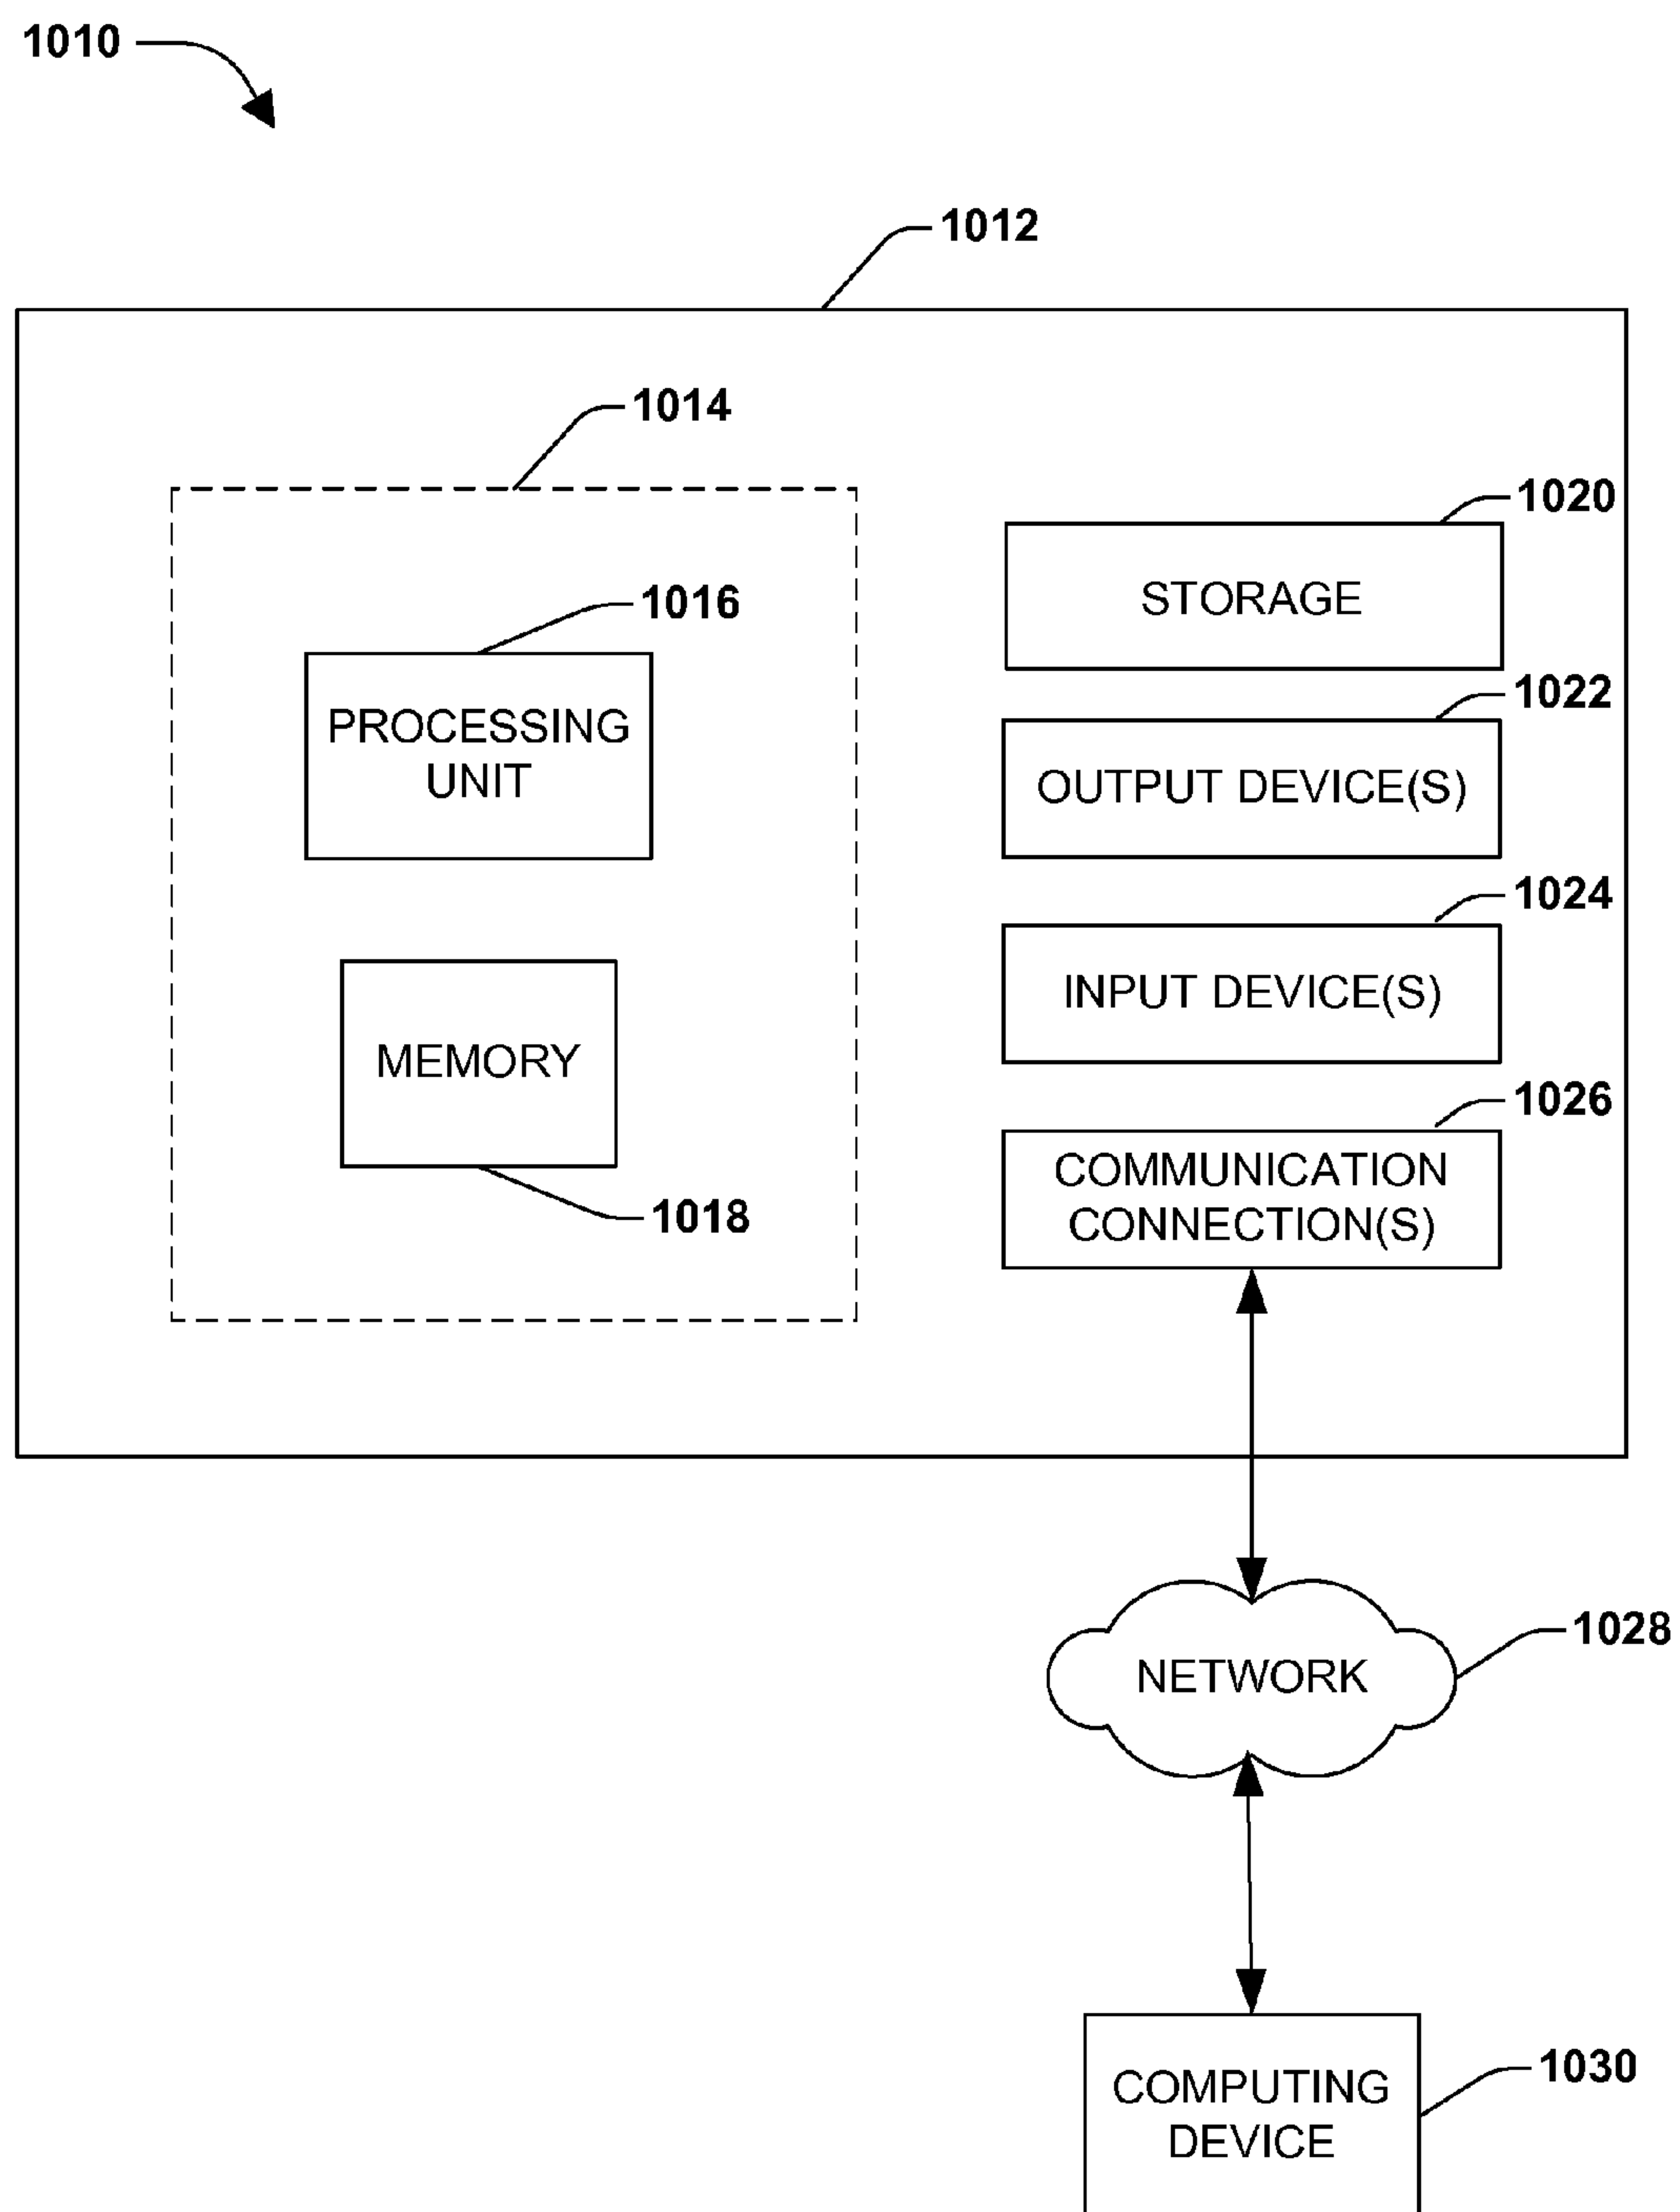 1010
1012
1014
1020
STORAGE
1016
PROCESSING
UNIT
1022
OUTPUT DEVICE(S)
1024
INPUT DEVICE(S)
MEMORY
1018
1026
COMMUNICATION
CONNECTION(S)
1028
NETWORK
1030
COMPUTING
DEVICE